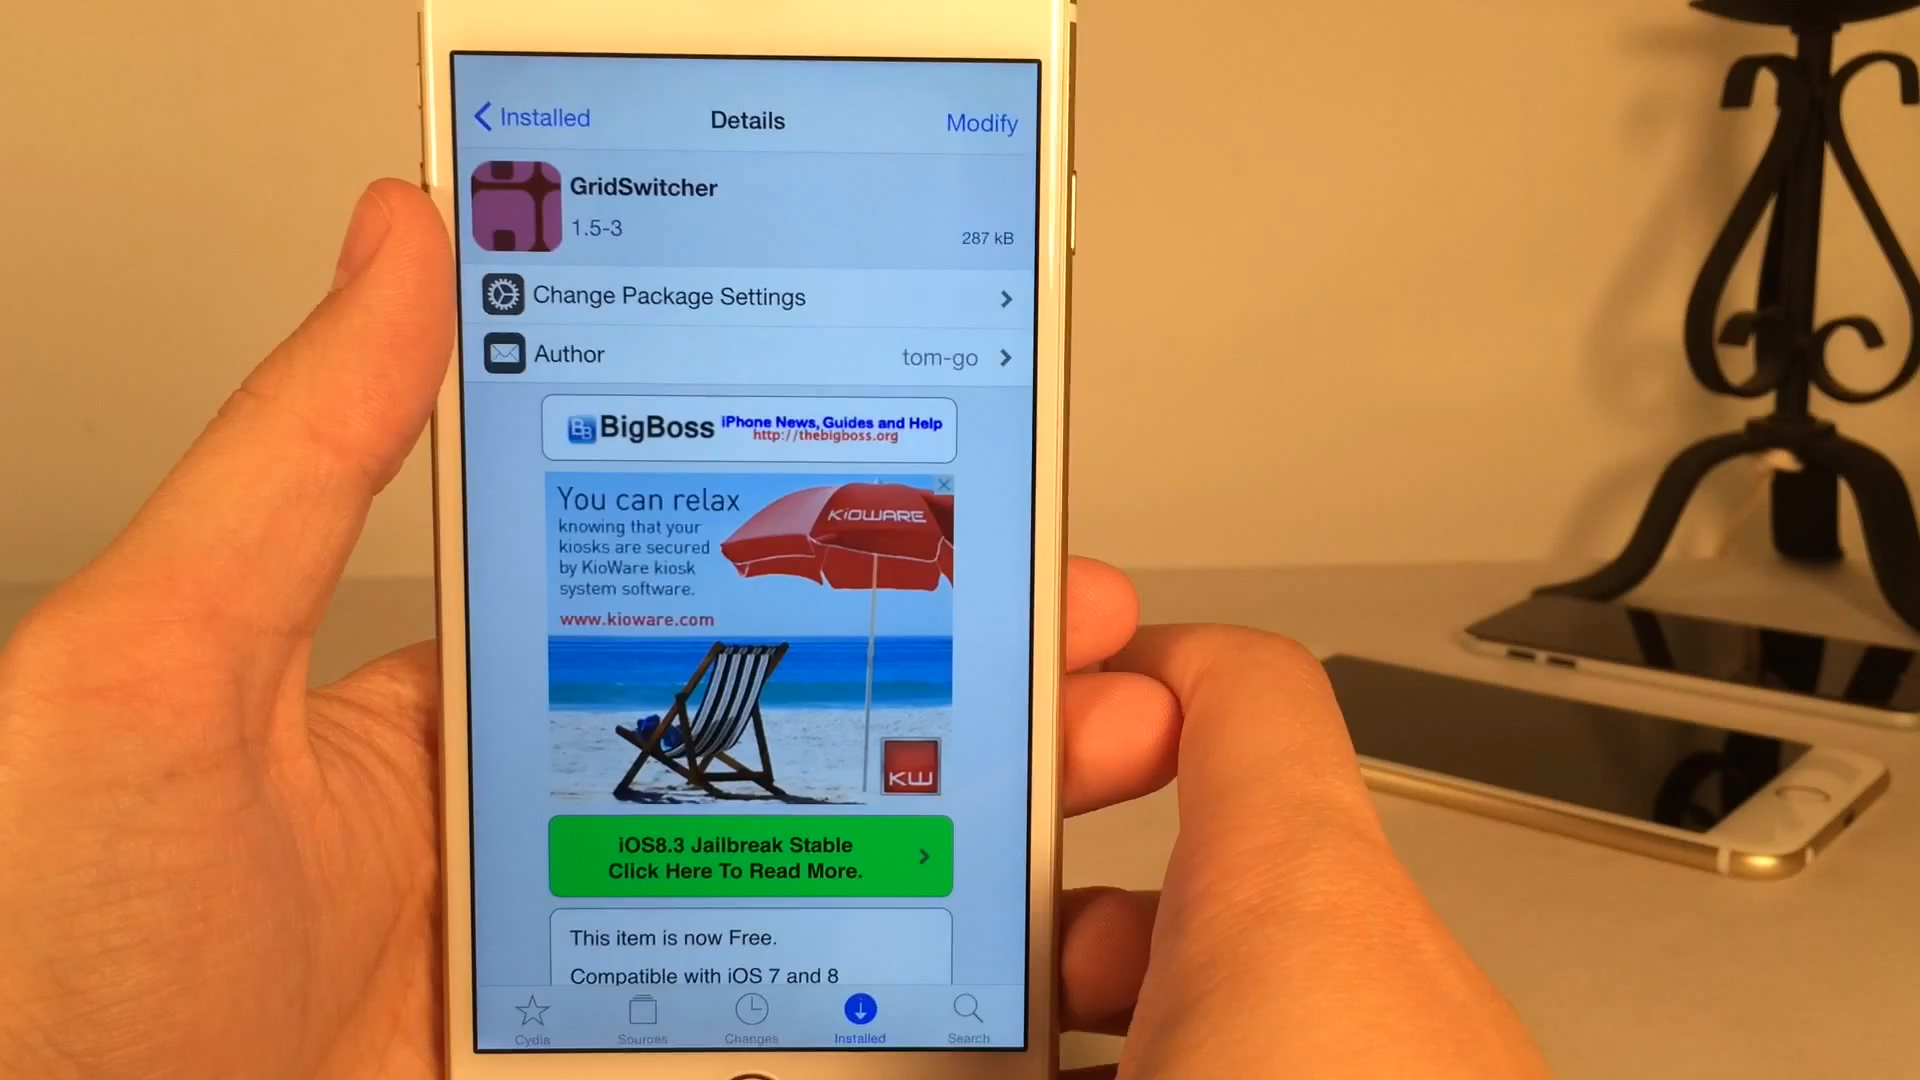 Installed
Details
Modify
GridSwitcher
1.5-3
287 kB
Change Package Settings
Author
tom-go
BB BigBoss
iPhone News, Guides and Help
http://thebigboss.org
You can relax
knowing that your
kiosks are secured
by KioWare kiosk
system software.
www.kioware.com
KiOWARE
KW
iOS8.3 Jailbreak Stable
Click Here To Read More.
This item is now Free.
Compatible with iOS 7 and 8
Cydia
Sources
Changes
Installed
Search